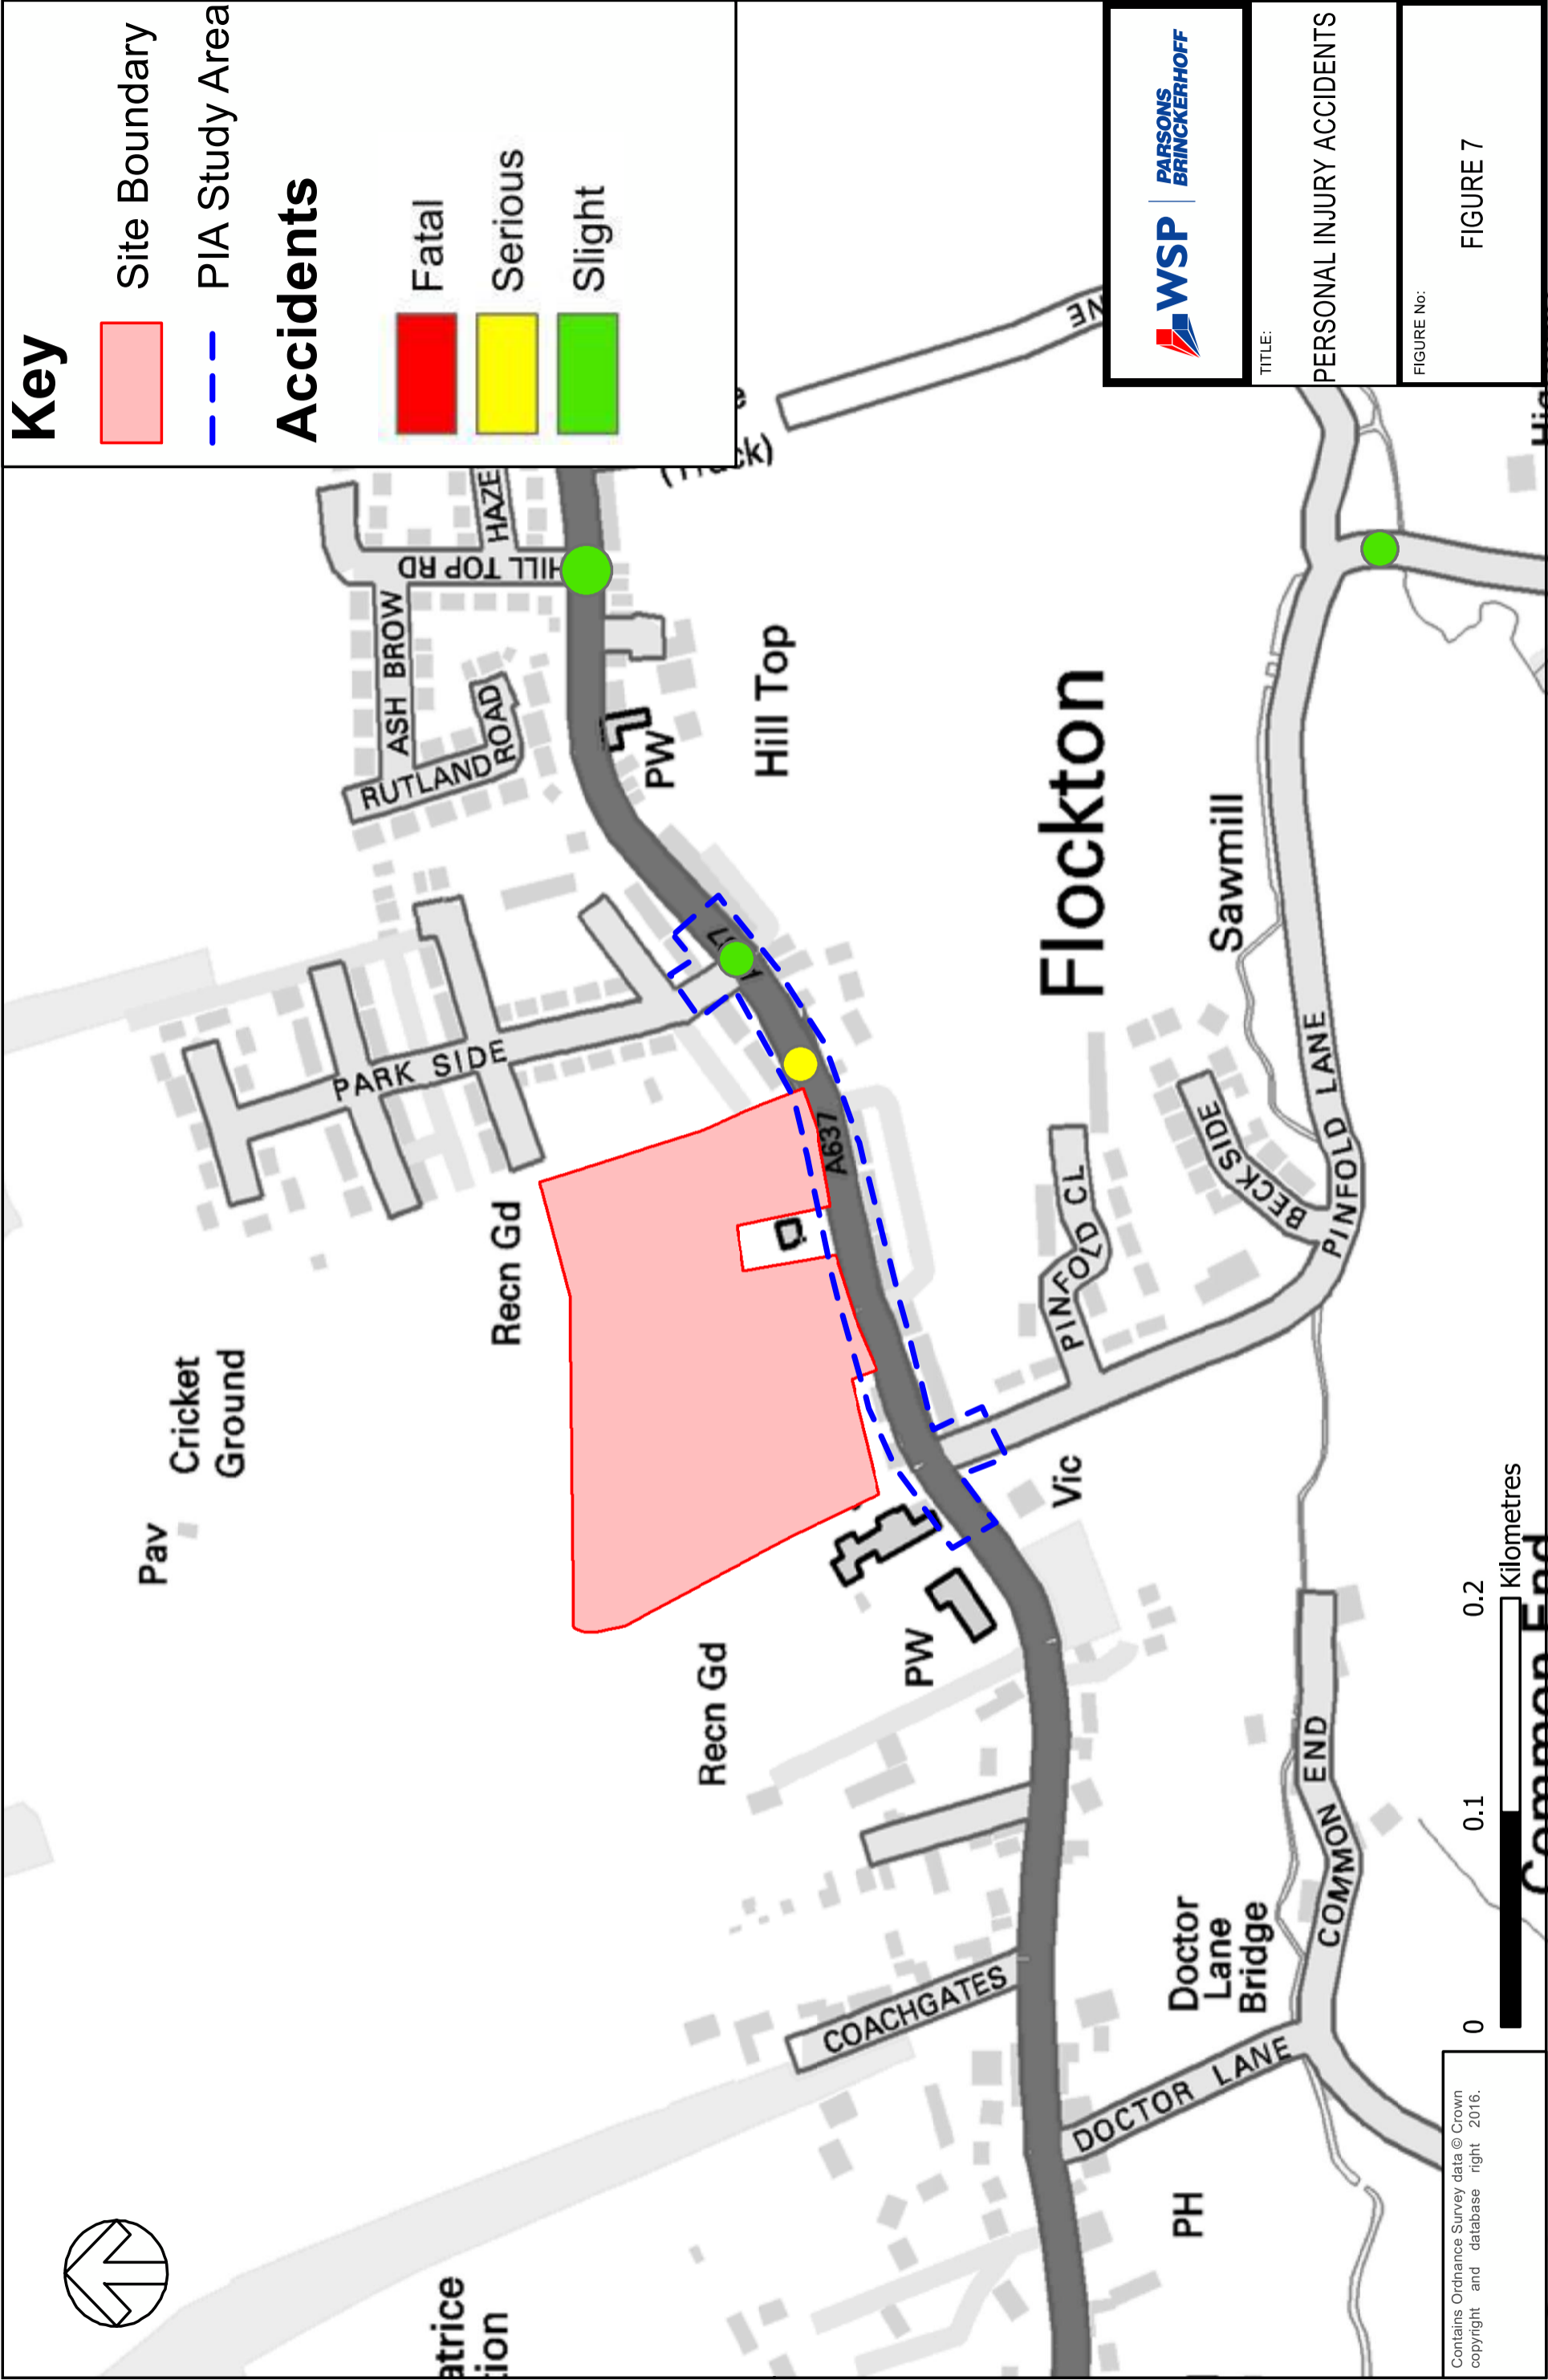 Key
Site Boundary
PIA Study Area
Accidents
Fatal
Serious
Slight
Pav
Cricket
Ground
Recn Gd
Recn Gd
PARK SIDE
RUTLAND
ROAD
ASH BROW
HILL TOP RD
HAZE
PW
Hill Top
A637
PW
Vic
Flockton
Sawmill
PINFOLD CL
BECK SIDE
PINFOLD LANE
COACHGATES
Doctor
Lane
Bridge
DOCTOR LANE
COMMON END
Common End
PH
atrice
ion
0 0.1 0.2
Kilometres
Contains Ordnance Survey data © Crown
copyright and database right 2016.
WSP | PARSONS
BRINCKERHOFF
TITLE:
PERSONAL INJURY ACCIDENTS
FIGURE No:
FIGURE 7